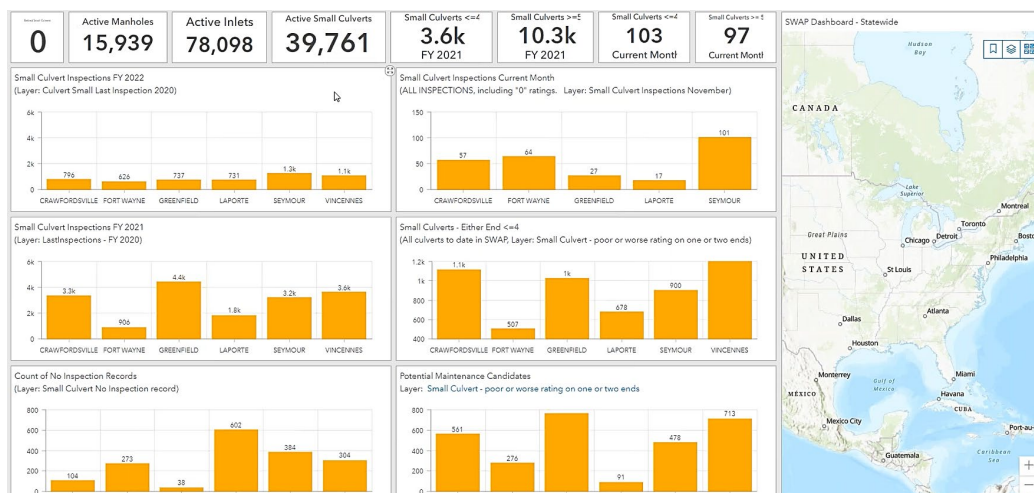 0
Active Manholes
15,939
Active Inlets
78,098
Active Small Culverts
39,761
Small Culverts <=4
3.6k
FY 2021
Small Culverts >=5
10.3k
FY 2021
Small Culverts <=4
103
Current Month
Small Culverts >= 5
97
Current Month
Small Culvert Inspections FY 2022
(Layer: Culvert Small Last Inspection 2020)
6k
4k
2k
0
796
626
737
731
1.3k
1.1k
CRAWFORDSVILLE FORT WAYNE GREENFIELD LAPORTE SEYMOUR VINCENNES
Small Culvert Inspections Current Month
(ALL INSPECTIONS, including "0" ratings. Layer: Small Culvert Inspections November)
150
100
50
0
57
64
27
17
101
CRAWFORDSVILLE FORT WAYNE GREENFIELD LAPORTE SEYMOUR
Small Culvert Inspections FY 2021
(Layer: LastInspections - FY 2020)
6k
4k
2k
0
3.3k
906
4.4k
1.8k
3.2k
3.6k
CRAWFORDSVILLE FORT WAYNE GREENFIELD LAPORTE SEYMOUR VINCENNES
Small Culverts - Either End <=4
(All culverts to date in SWAP, Layer: Small Culvert - poor or worse rating on one or two ends)
1.2k
1k
800
600
400
1.1k
507
1k
678
900
CRAWFORDSVILLE FORT WAYNE GREENFIELD LAPORTE SEYMOUR VINCENNES
Count of No Inspection Records
(Layer: Small Culvert No Inspection record)
800
600
400
200
0
104
273
38
602
384
304
Potential Maintenance Candidates
Layer: Small Culvert - poor or worse rating on one or two ends
800
600
400
200
0
561
276
91
478
713
SWAP Dashboard - Statewide
Hudson
Bay
CANADA
Lake
Superior
Montreal
Toronto
Great Plains
Chicago
Detroit
Bosto
UNITED
STATES
Philadelphia
St Louis
Atlanta
Dallas
Houston
Monterrey
Gulf of
Mexico
Miami
MÉXICO
Havana
CUBA
Mexico City
Port-au-
Guatemala
Caribbean
Sea